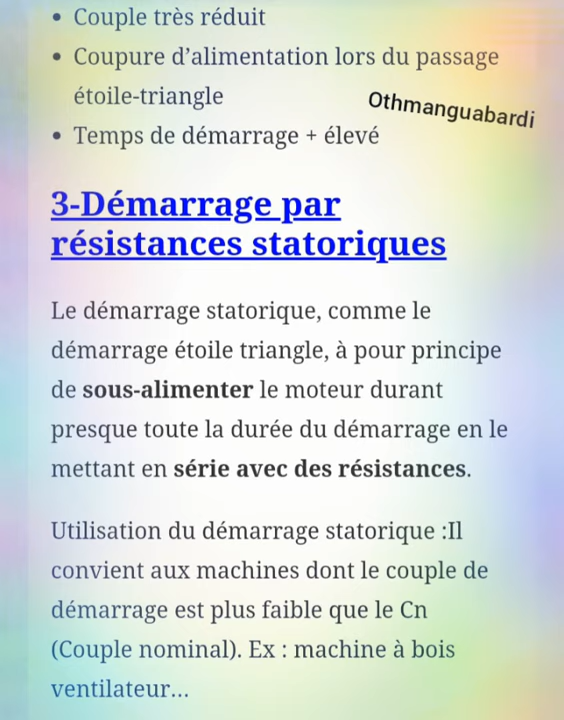 • Couple très réduit
• Coupure d’alimentation lors du passage
étoile-triangle
Othmanguabardi
• Temps de démarrage + élevé
3-Démarrage par
résistances statoriques
Le démarrage statorique, comme le
démarrage étoile triangle, à pour principe
de sous-alimenter le moteur durant
presque toute la durée du démarrage en le
mettant en série avec des résistances.
Utilisation du démarrage statorique :Il
convient aux machines dont le couple de
démarrage est plus faible que le Cn
(Couple nominal). Ex : machine à bois
ventilateur...